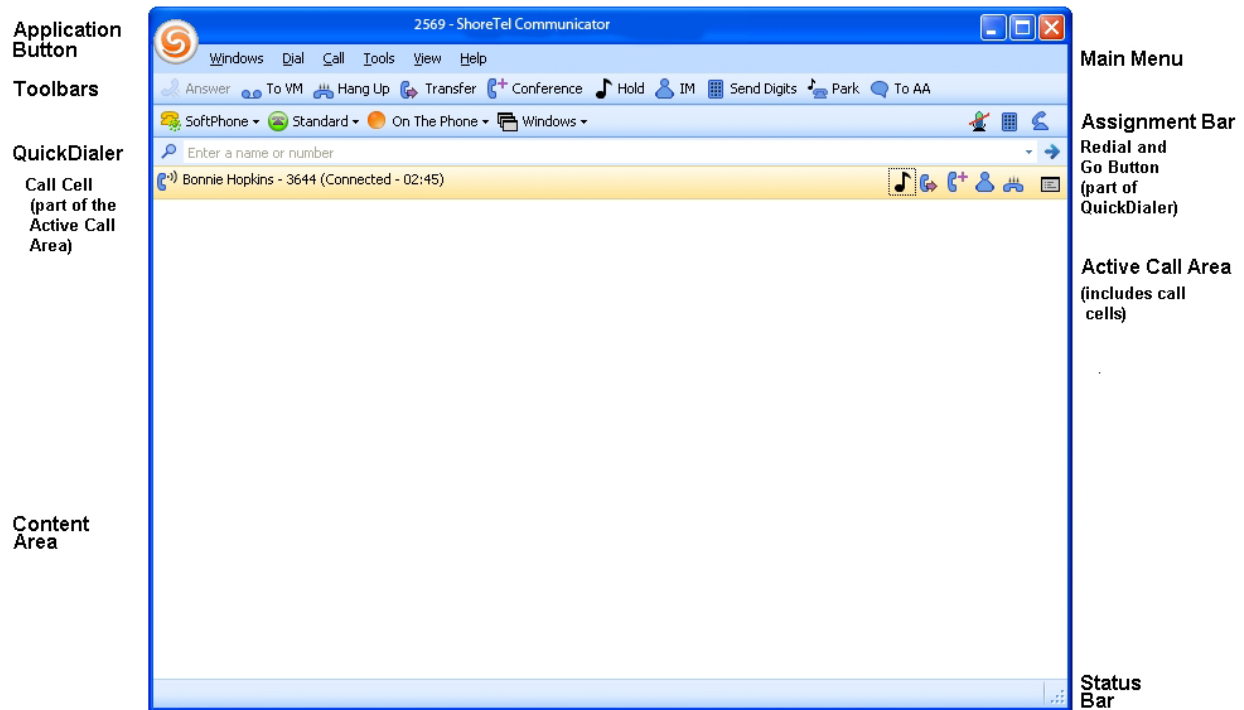 Application
Button
Toolbars
QuickDialer
Call Cell
(part of the
Active Call
Area)
Content
Area
2569 - ShoreTel Communicator
Windows Dial Call Tools View Help
Answer To VM Hang Up Transfer Conference Hold IM Send Digits Park To AA
SoftPhone Standard On The Phone Windows
Enter a name or number
Bonnie Hopkins - 3644 (Connected - 02:45)
Main Menu
Assignment Bar
Redial and
Go Button
(part of
QuickDialer)
Active Call Area
(includes call
cells)
.
Status
Bar